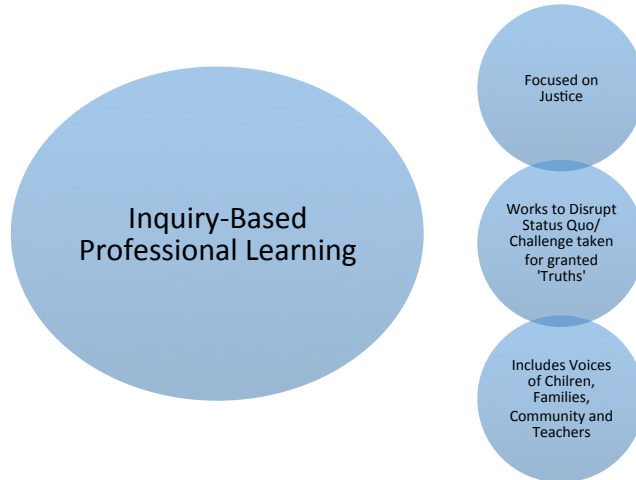 Inquiry-Based
Professional Learning
Focused on
Justice
Works to Disrupt
Status Quo/
Challenge taken
for granted
'Truths'
Includes Voices
of Chilren,
Families,
Community and
Teachers